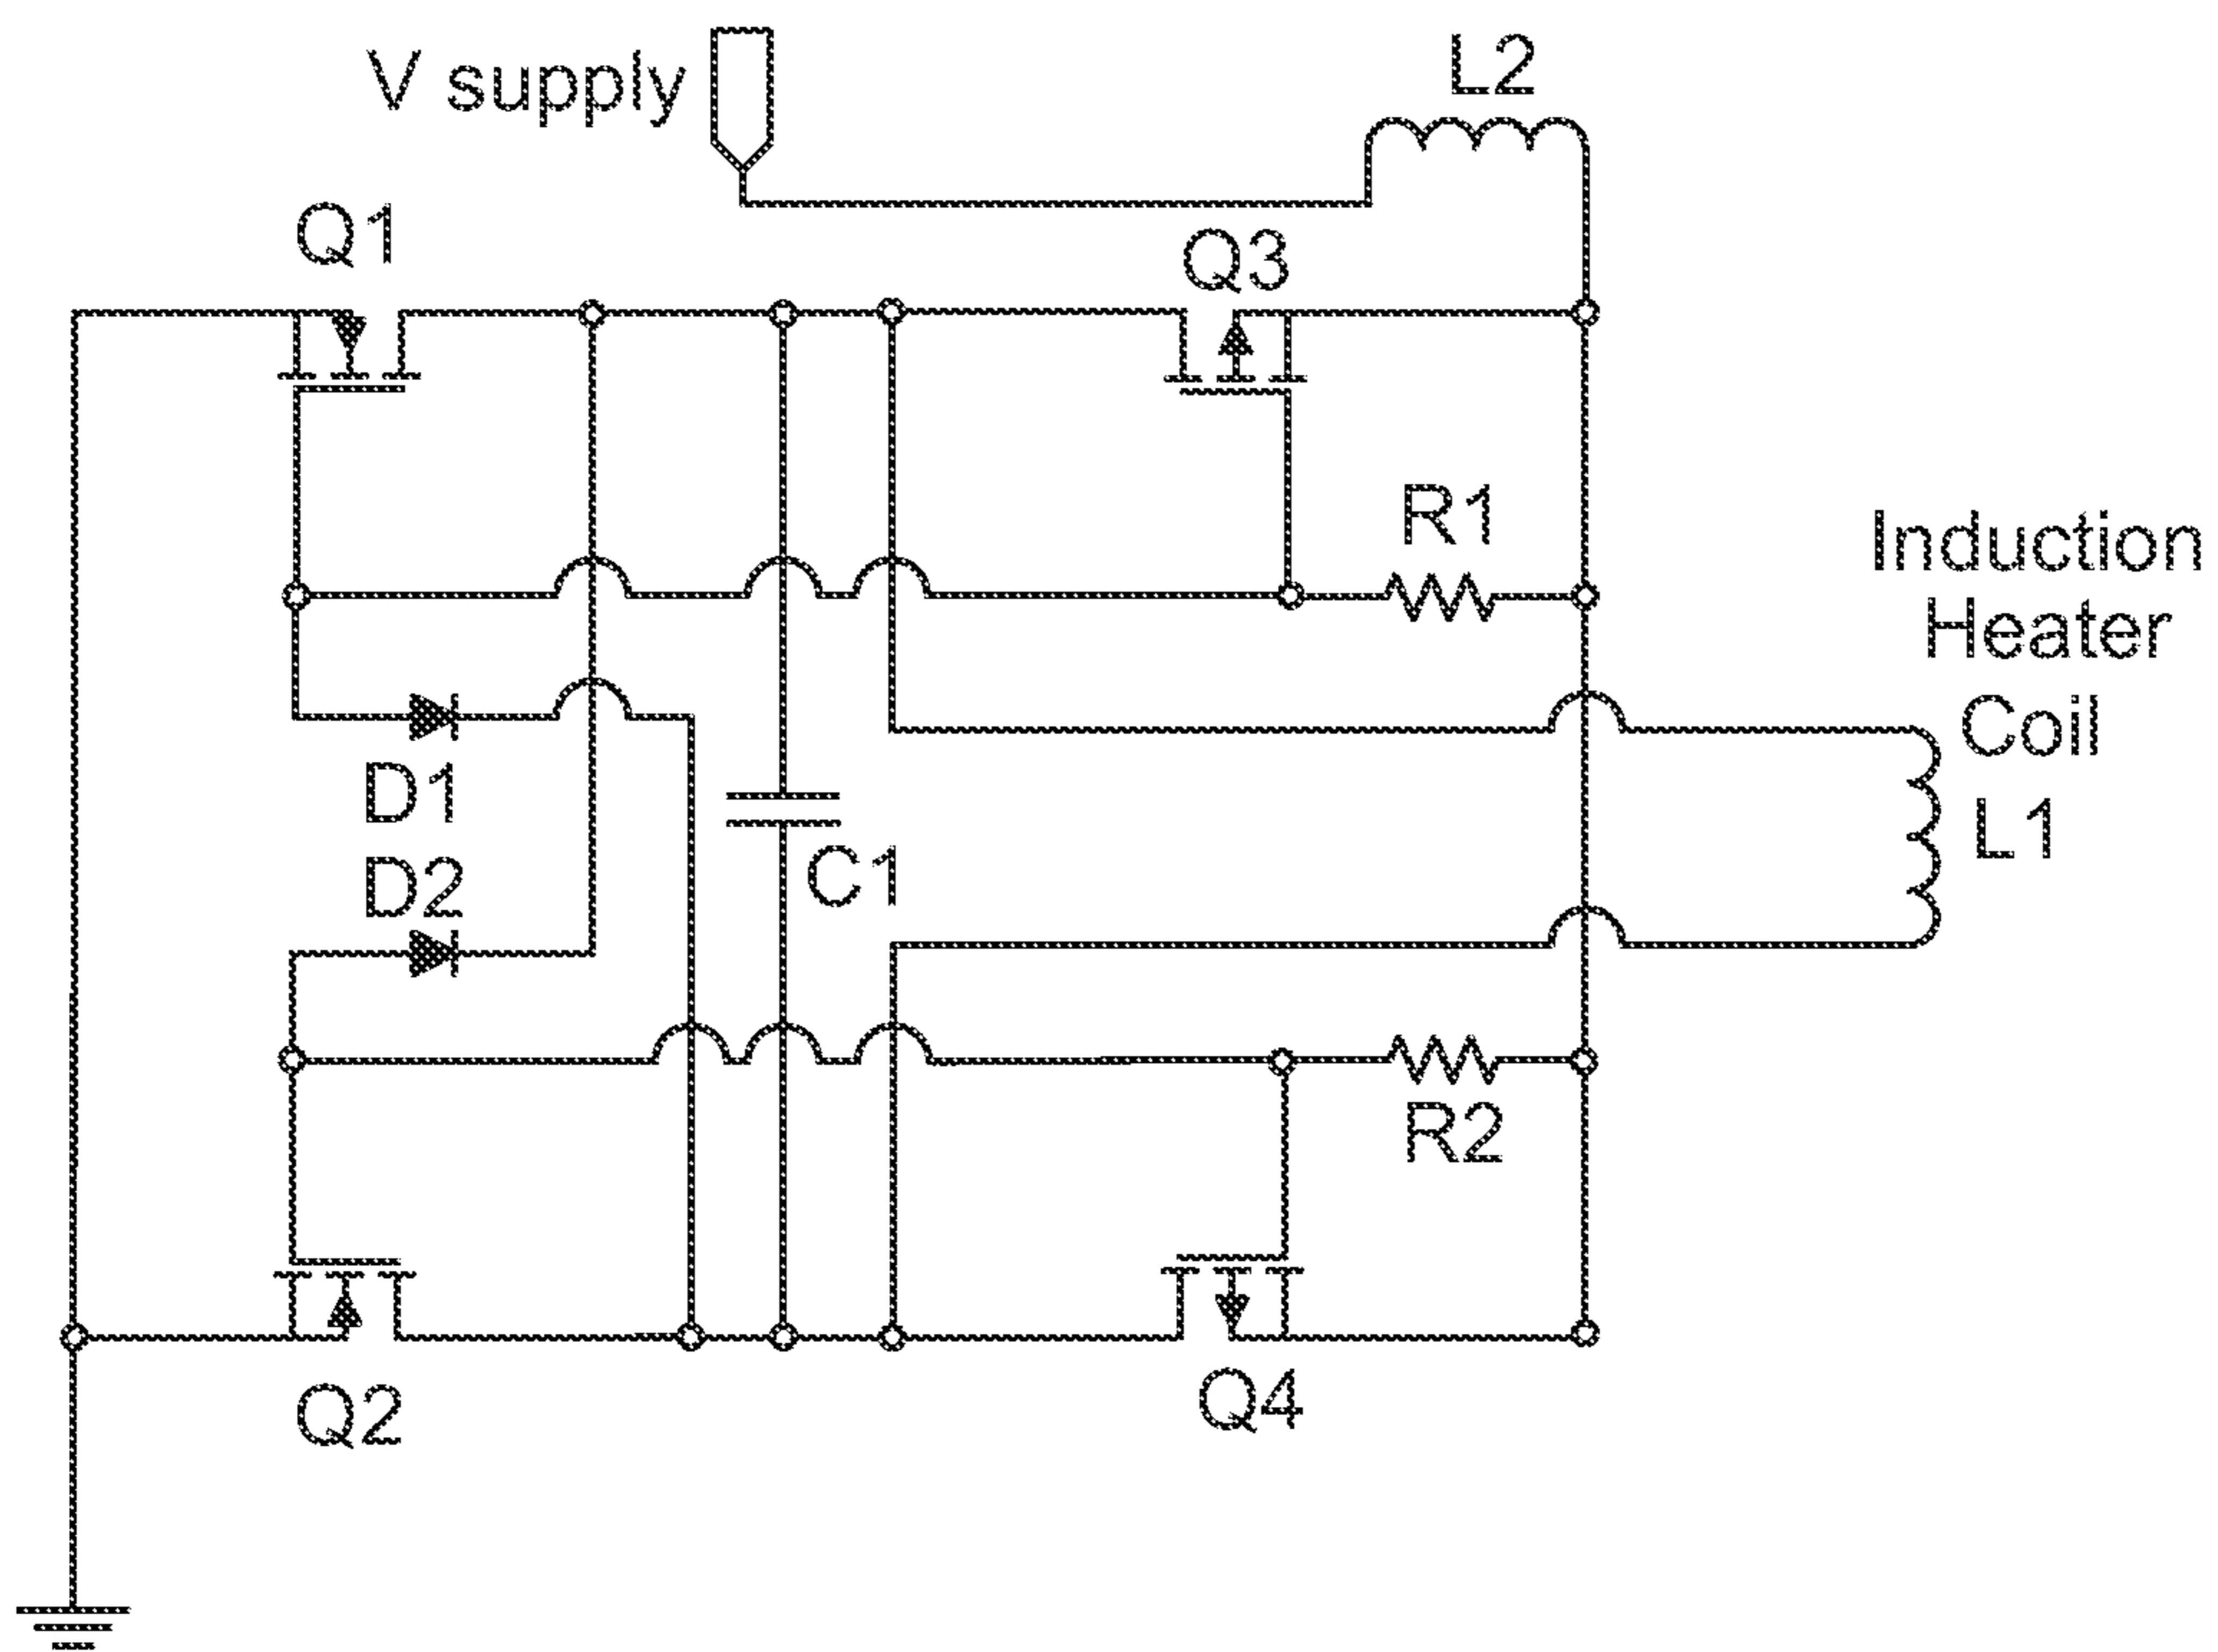 V supply
L2
Q1
Q3
R1
Induction
Heater
Coil
L1
D1
D2
C1
R2
Q2
Q4